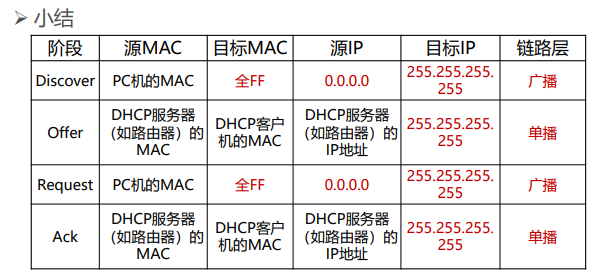 ➢ 小结
阶段 源MAC 目标MAC 源IP 目标IP 链路层
Discover PC机的MAC 全FF 0.0.0.0 255.255.255.
255 广播
Offer DHCP服务器
（如路由器）的
MAC DHCP客户
机的MAC DHCP服务器
（如路由器）的
IP地址 255.255.255.
255 单播
Request PC机的MAC 全FF 0.0.0.0 255.255.255.
255 广播
Ack DHCP服务器
（如路由器）的
MAC DHCP客户
机的MAC DHCP服务器
（如路由器）的
IP地址 255.255.255.
255 单播